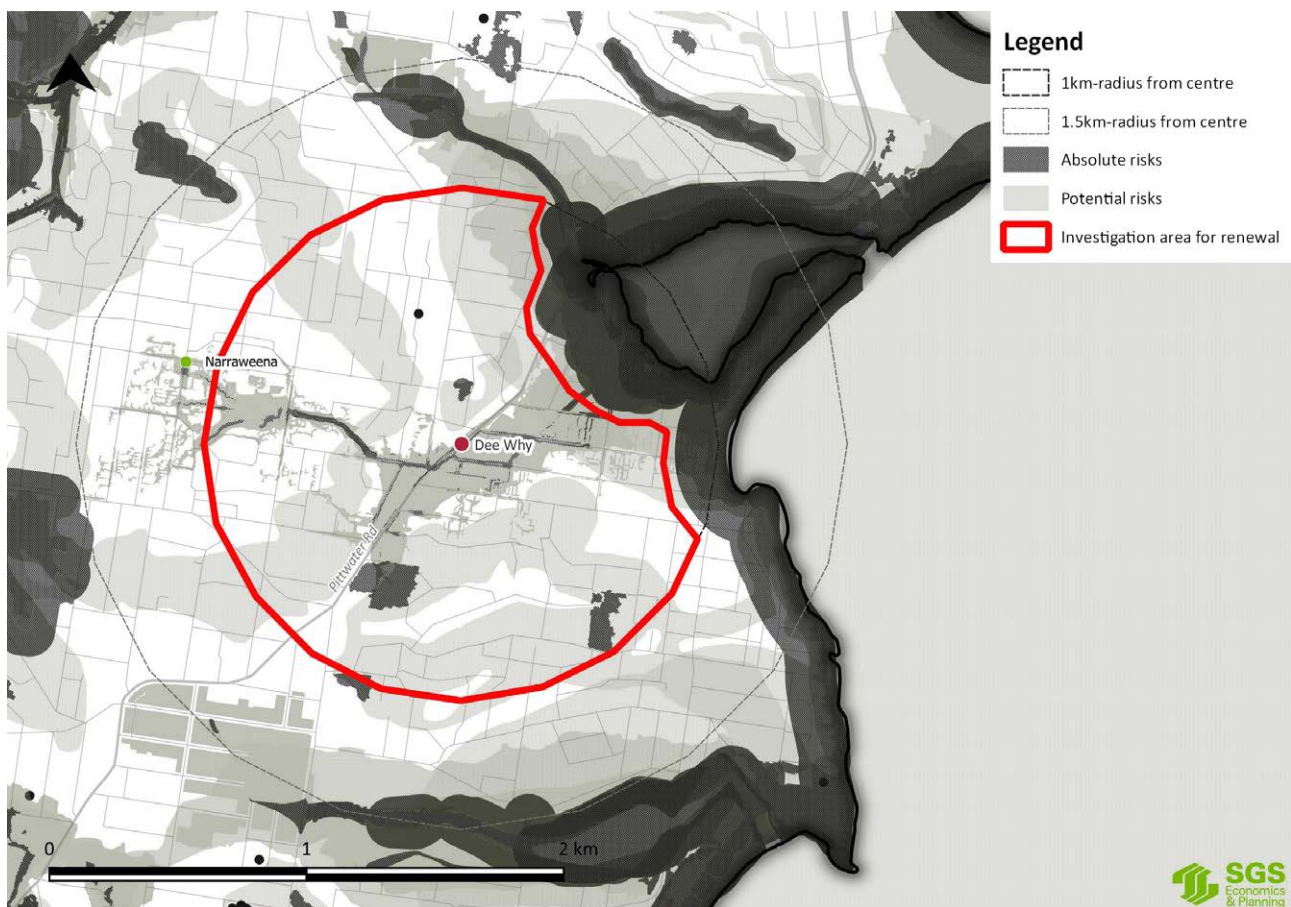 Legend
1km-radius from centre
1.5km-radius from centre
Absolute risks
Potential risks
Investigation area for renewal
Narraweena
Dee Why
Pittwater Rd
0 1 2 km
SGS
Economics
& Planning